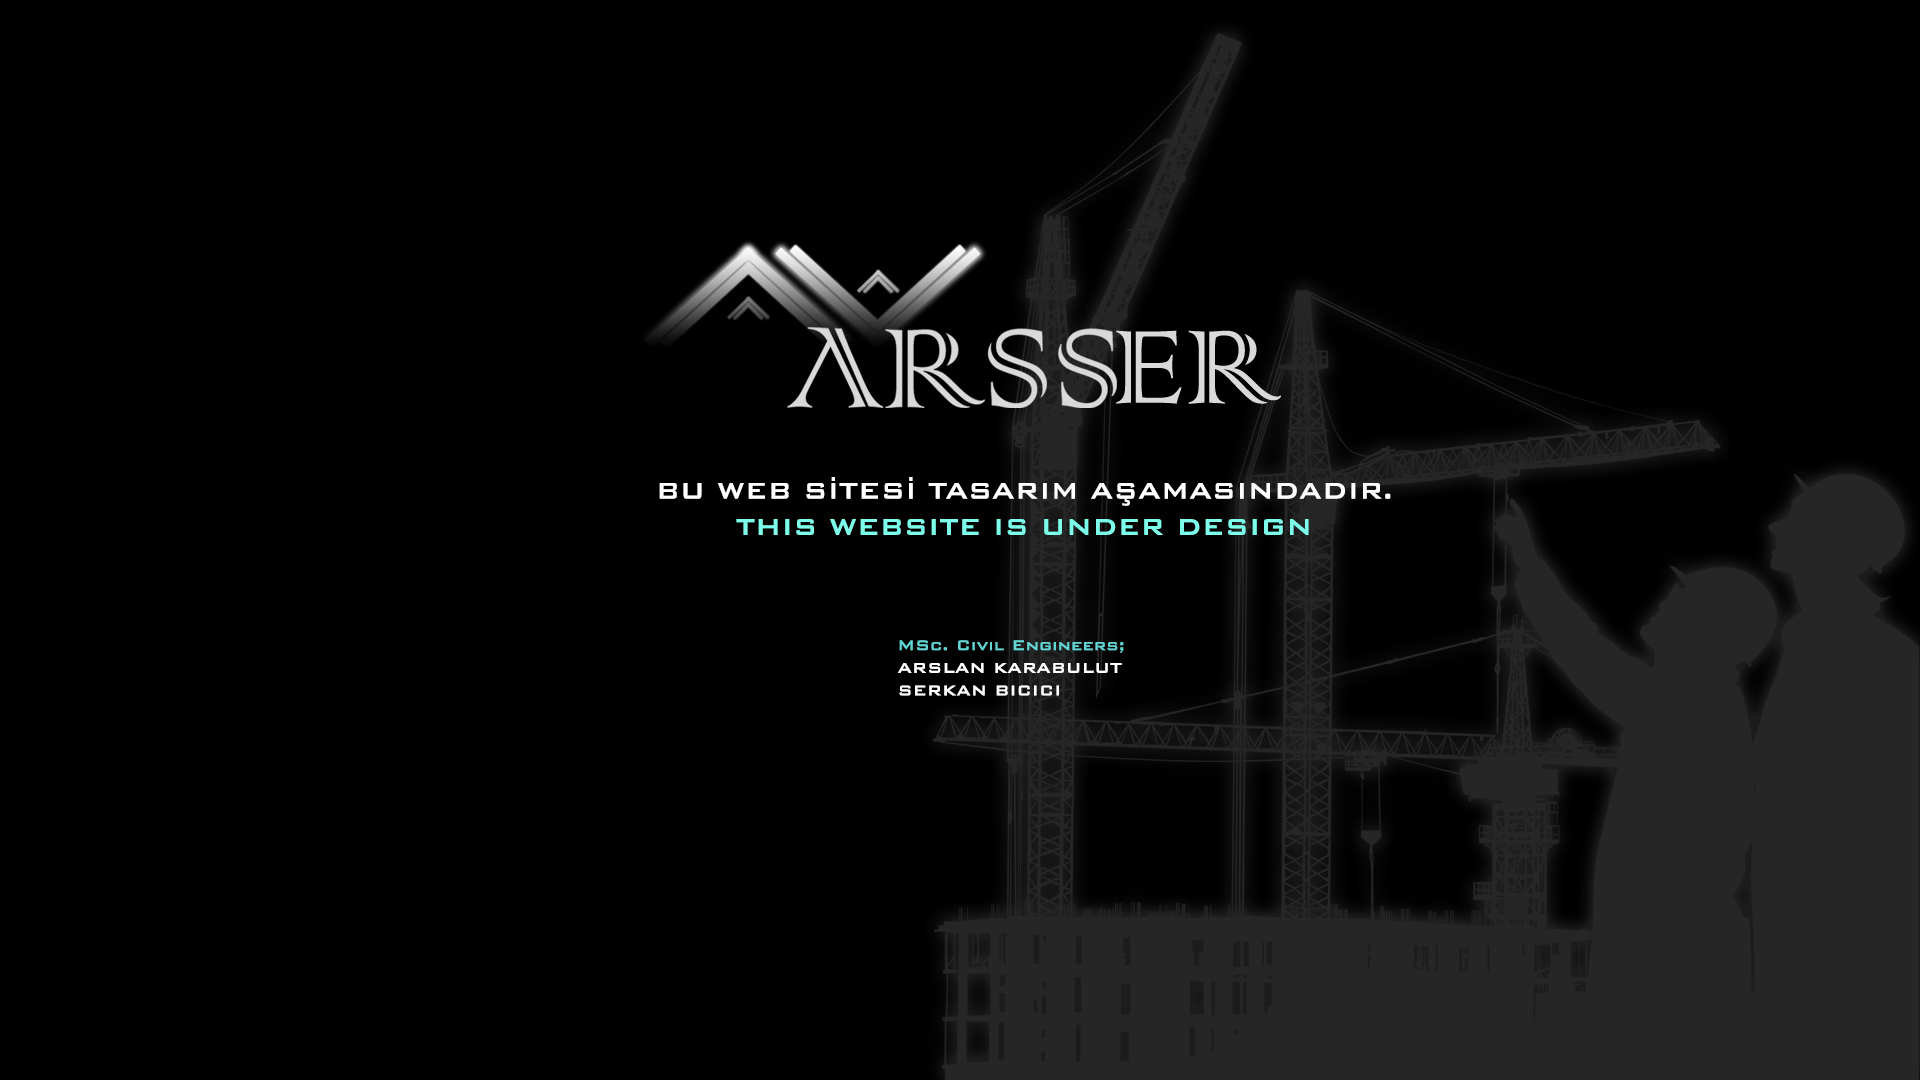 ARSSER
BU WEB SİTESİ TASARIM AŞAMASINDADIR.
THIS WEBSITE IS UNDER DESIGN
MSc. Civil Engineers;
ARSLAN KARABULUT
SERKAN BICICI